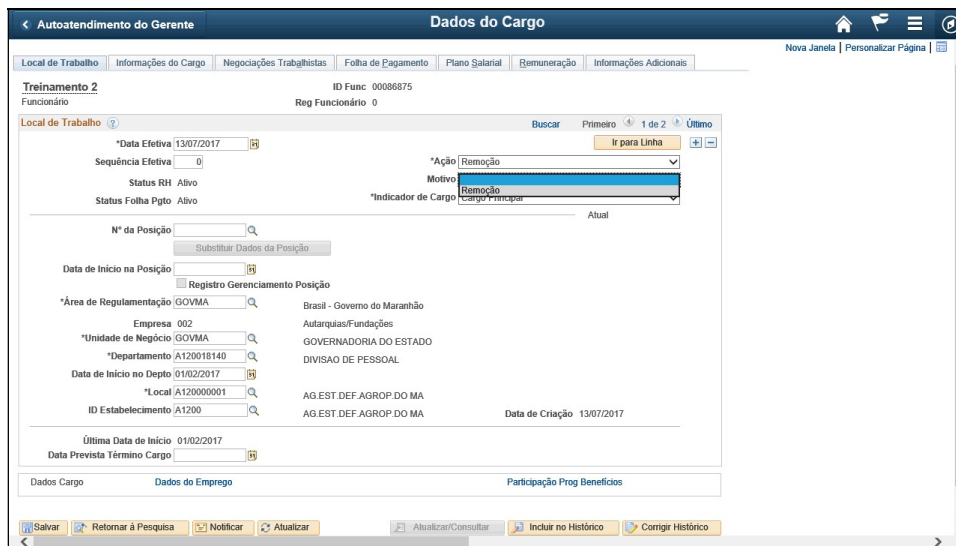 Autoatendimento do Gerente
Dados do Cargo
Nova Janela | Personalizar Página |
Local de Trabalho Informações do Cargo Negociações Trabalhistas Folha de Pagamento Plano Salarial Remuneração Informações Adicionais
Treinamento 2 ID Func 00086875
Funcionário Reg Funcionário 0
Local de Trabalho ? Buscar Primeiro 1 de 2 Último
*Data Efetiva 13/07/2017 31 Ir para Linha + -
Sequência Efetiva 0 *Ação Remoção
Status RH Ativo Motivo
Remoção
Status Folha Pgto Ativo *Indicador de Cargo Cargo Principal
Atual
Nº da Posição
Substituir Dados da Posição
Data de Início na Posição 31
Registro Gerenciamento Posição
*Área de Regulamentação GOVMA Brasil - Governo do Maranhão
Empresa 002 Autarquias/Fundações
*Unidade de Negócio GOVMA GOVERNADORIA DO ESTADO
*Departamento A120018140 DIVISAO DE PESSOAL
Data de Início no Depto 01/02/2017 31
*Local A120000001 AG.EST.DEF.AGROP.DO MA
ID Estabelecimento A1200 AG.EST.DEF.AGROP.DO MA Data de Criação 13/07/2017
Última Data de Início 01/02/2017
Data Prevista Término Cargo 31
Dados Cargo Dados do Emprego Participação Prog Benefícios
Salvar Retornar à Pesquisa Notificar Atualizar Atualizar/Consultar Incluir no Histórico Corrigir Histórico